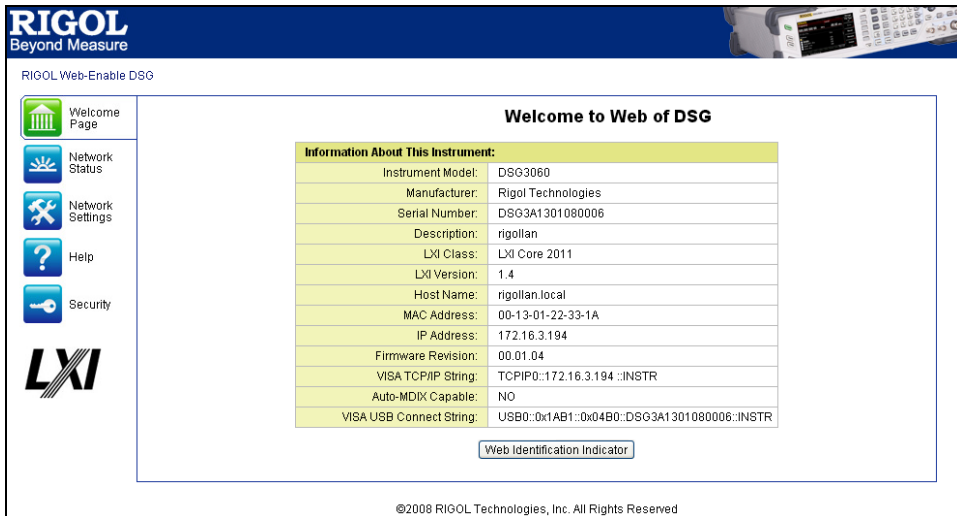 RIGOL
Beyond Measure
RIGOL Web-Enable DSG
Welcome
Page
Network
Status
Network
Settings
Help
Security
LXI
Welcome to Web of DSG
Information About This Instrument:
Instrument Model: DSG3060
Manufacturer: Rigol Technologies
Serial Number: DSG3A1301080006
Description: rigollan
LXI Class: LXI Core 2011
LXI Version: 1.4
Host Name: rigollan.local
MAC Address: 00-13-01-22-33-1A
IP Address: 172.16.3.194
Firmware Revision: 00.01.04
VISA TCP/IP String: TCPIP0::172.16.3.194 ::INSTR
Auto-MDIX Capable: NO
VISA USB Connect String: USB0::0x1AB1::0x04B0::DSG3A1301080006::INSTR
Web Identification Indicator
©2008 RIGOL Technologies, Inc. All Rights Reserved